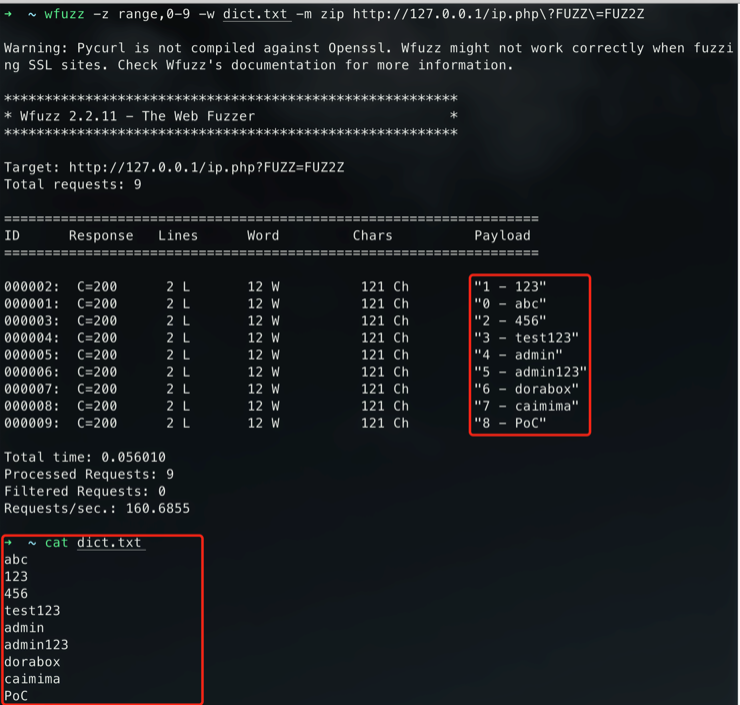 → ~ wfuzz -z range,0-9 -w dict.txt -m zip http://127.0.0.1/ip.php\?FUZZ\=FUZ2Z
Warning: Pycurl is not compiled against Openssl. Wfuzz might not work correctly when fuzzi
ng SSL sites. Check Wfuzz's documentation for more information.
********************************************************
* Wfuzz 2.2.11 - The Web Fuzzer                        *
********************************************************
Target: http://127.0.0.1/ip.php?FUZZ=FUZ2Z
Total requests: 9
==================================================================
ID      Response   Lines      Word         Chars          Payload
==================================================================
000002:  C=200      2 L       12 W          121 Ch        "1 - 123"
000001:  C=200      2 L       12 W          121 Ch        "0 - abc"
000003:  C=200      2 L       12 W          121 Ch        "2 - 456"
000004:  C=200      2 L       12 W          121 Ch        "3 - test123"
000005:  C=200      2 L       12 W          121 Ch        "4 - admin"
000006:  C=200      2 L       12 W          121 Ch        "5 - admin123"
000007:  C=200      2 L       12 W          121 Ch        "6 - dorabox"
000008:  C=200      2 L       12 W          121 Ch        "7 - caimima"
000009:  C=200      2 L       12 W          121 Ch        "8 - PoC"
Total time: 0.056010
Processed Requests: 9
Filtered Requests: 0
Requests/sec.: 160.6855
→ ~ cat dict.txt
abc
123
456
test123
admin
admin123
dorabox
caimima
PoC